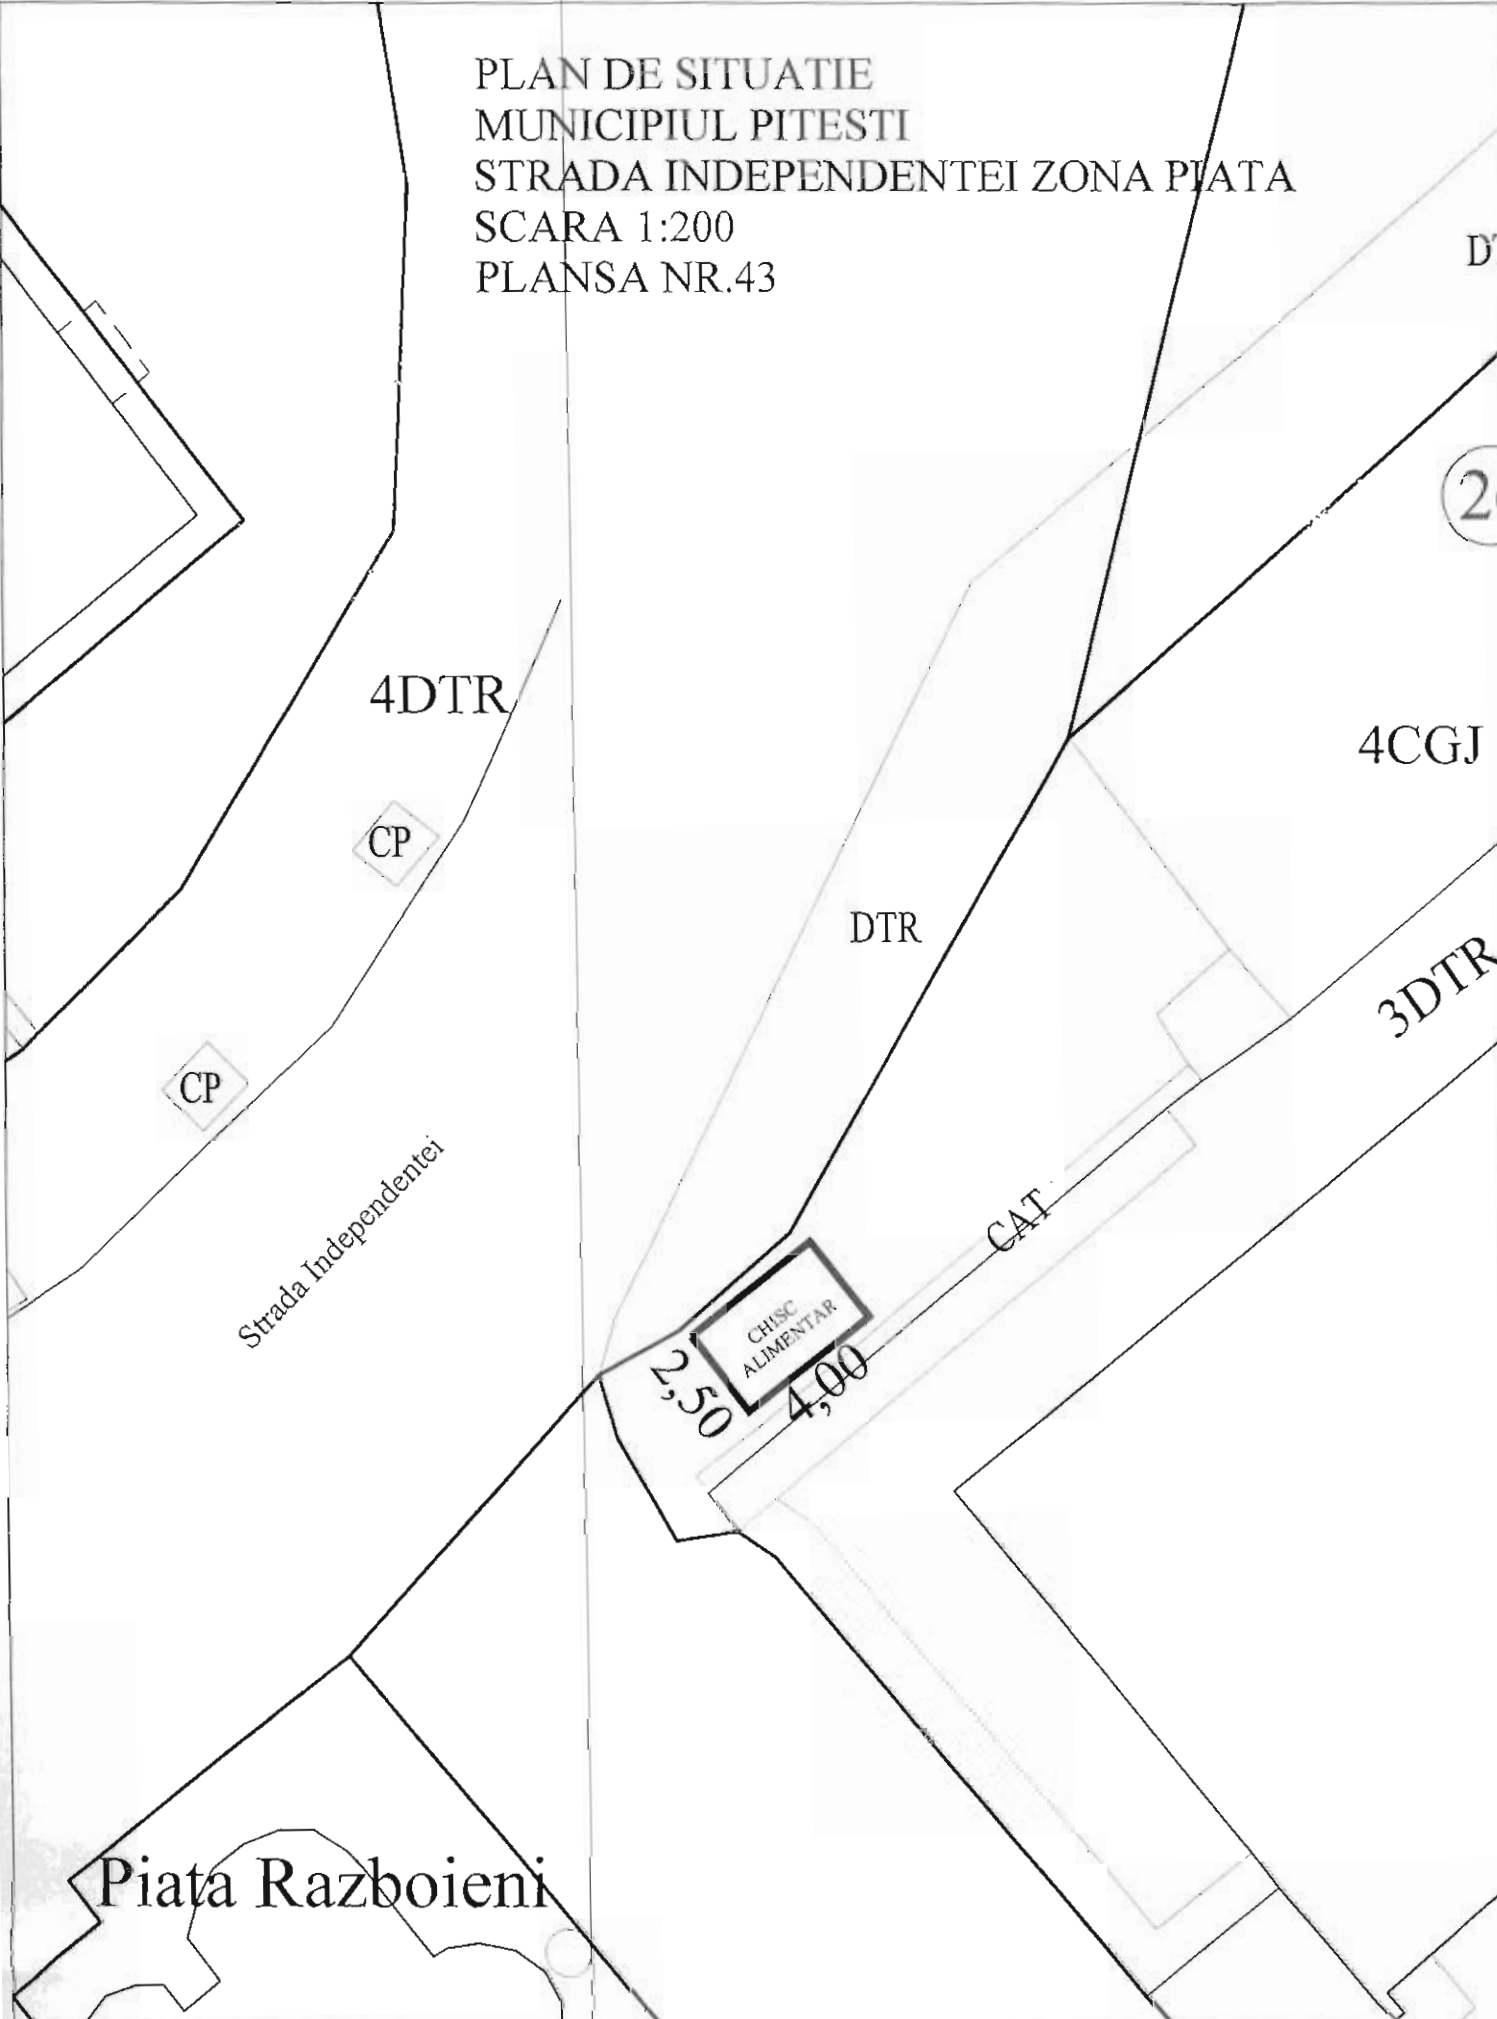 PLAN DE SITUATIE
MUNICIPIUL PITESTI
STRADA INDEPENDENTEI ZONA PIATA
SCARA 1:200
PLANSA NR.43
4DTR
4CGJ
CP
DTR
3DTR
CP
Strada Independentei
CAT
CHISC
ALIMENTAR
2,50
4,00
Piata Razboieni